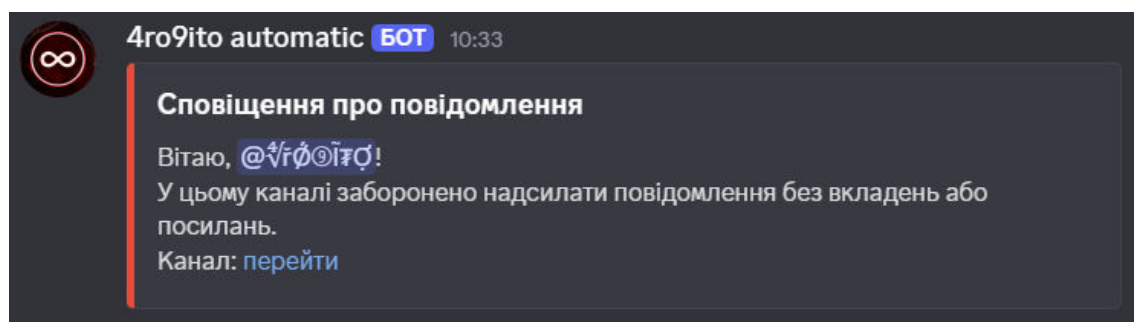 4ro9ito automatic БОТ 10:33
Сповіщення про повідомлення
Вітаю, @∜řǾ⑨Ĩ₮Ợ!
У цьому каналі заборонено надсилати повідомлення без вкладень або
посилань.
Канал: перейти